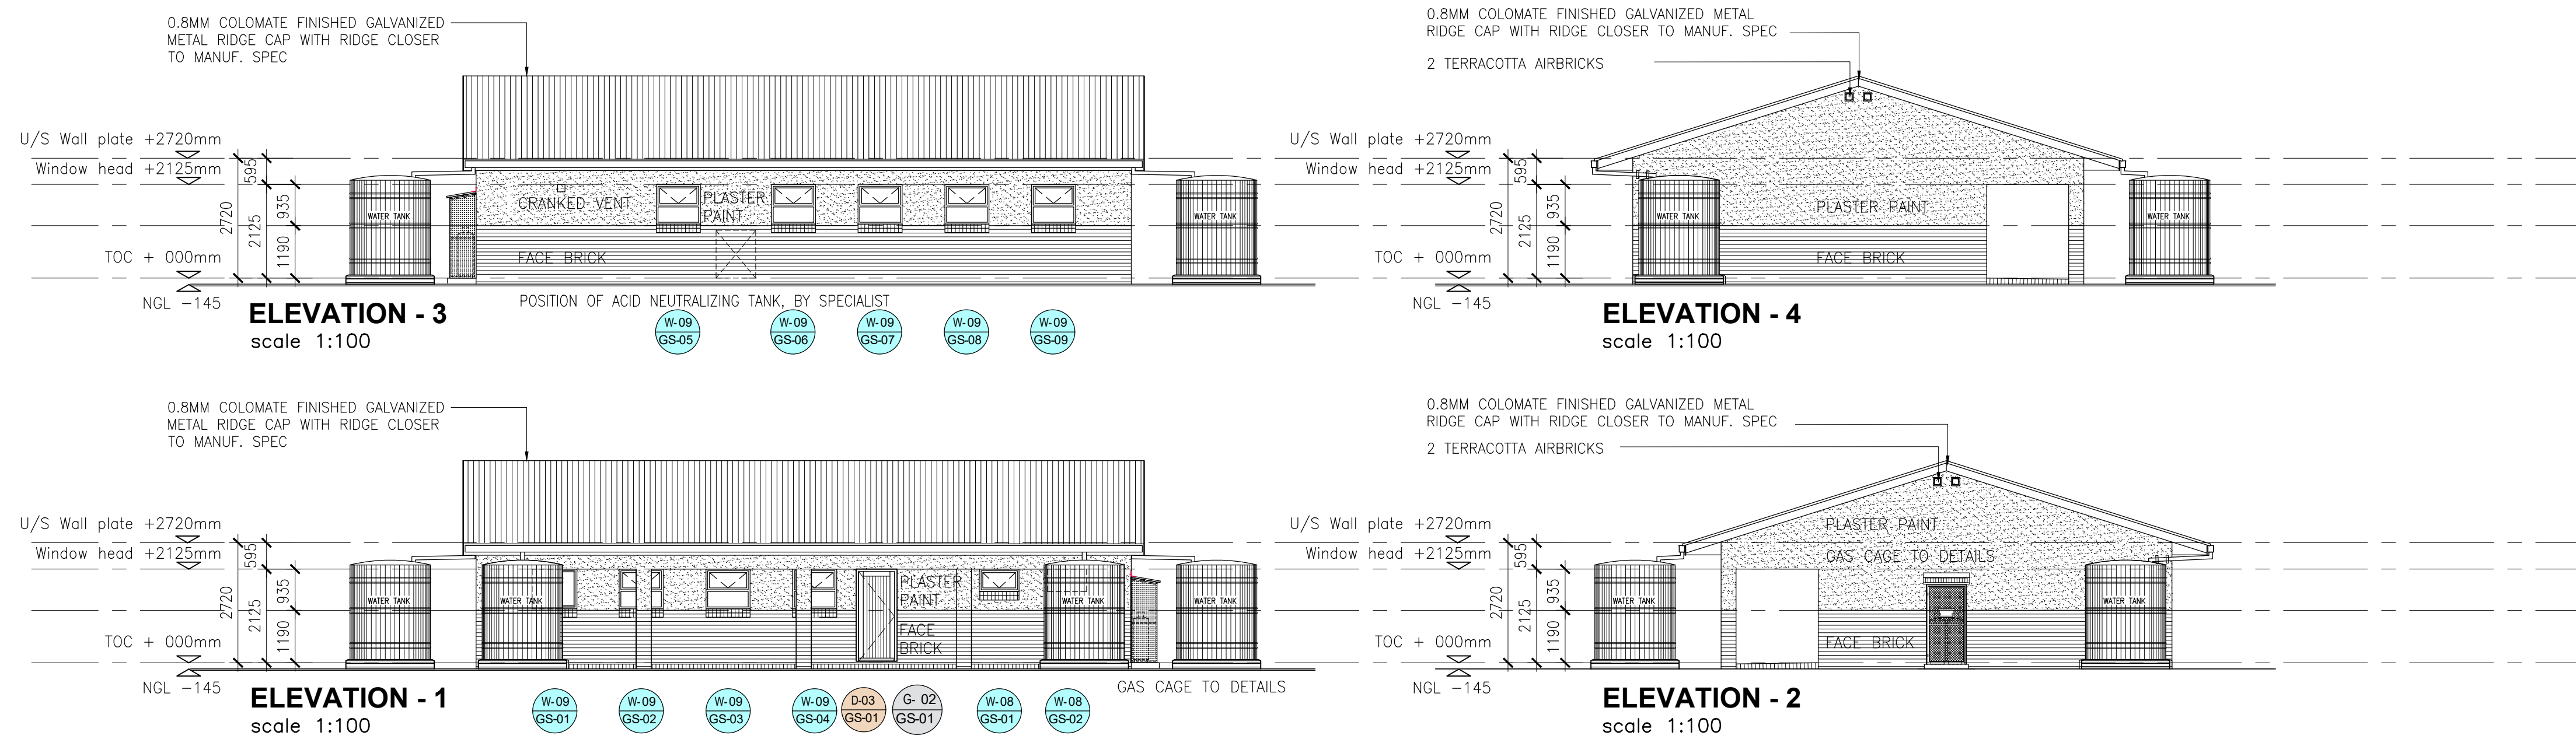 0.8MM COLOMATE FINISHED GALVANIZED
METAL RIDGE CAP WITH RIDGE CLOSER
TO MANUF. SPEC
U/S Wall plate +2720mm
Window head +2125mm
TOC + 000mm
NGL -145
2720
595
2125
935
1190
WATER TANK
CRANKED VENT
PLASTER
PAINT
FACE BRICK
WATER TANK
ELEVATION - 3
scale 1:100
POSITION OF ACID NEUTRALIZING TANK, BY SPECIALIST
W-09
GS-05
W-09
GS-06
W-09
GS-07
W-09
GS-08
W-09
GS-09
0.8MM COLOMATE FINISHED GALVANIZED METAL
RIDGE CAP WITH RIDGE CLOSER TO MANUF. SPEC
2 TERRACOTTA AIRBRICKS
U/S Wall plate +2720mm
Window head +2125mm
TOC + 000mm
NGL -145
2720
595
2125
935
1190
WATER TANK
PLASTER PAINT
FACE BRICK
WATER TANK
ELEVATION - 4
scale 1:100
0.8MM COLOMATE FINISHED GALVANIZED
METAL RIDGE CAP WITH RIDGE CLOSER
TO MANUF. SPEC
U/S Wall plate +2720mm
Window head +2125mm
TOC + 000mm
NGL -145
2720
595
2125
935
1190
WATER TANK
WATER TANK
PLASTER
PAINT
FACE
BRICK
WATER TANK
WATER TANK
GAS CAGE TO DETAILS
ELEVATION - 1
scale 1:100
W-09
GS-01
W-09
GS-02
W-09
GS-03
W-09
GS-04
D-03
GS-01
G- 02
GS-01
W-08
GS-01
W-08
GS-02
0.8MM COLOMATE FINISHED GALVANIZED METAL
RIDGE CAP WITH RIDGE CLOSER TO MANUF. SPEC
2 TERRACOTTA AIRBRICKS
U/S Wall plate +2720mm
Window head +2125mm
TOC + 000mm
NGL -145
2720
595
2125
935
1190
WATER TANK
PLASTER PAINT
GAS CAGE TO DETAILS
FACE BRICK
WATER TANK
ELEVATION - 2
scale 1:100